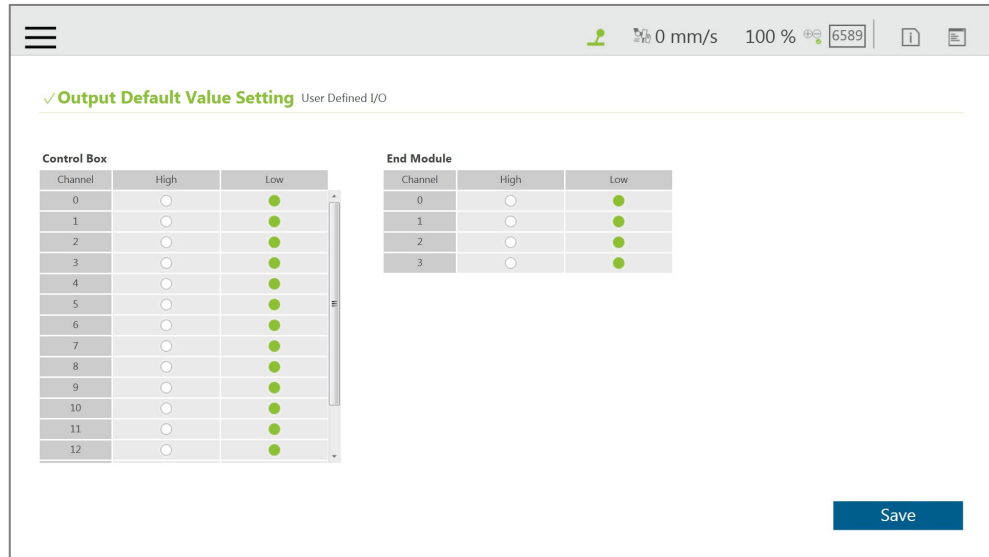 0 mm/s 100 % 6589
✓Output Default Value Setting User Defined I/O
Control Box
Channel High Low
0
1
2
3
4
5
6
7
8
9
10
11
12
End Module
Channel High Low
0
1
2
3
Save